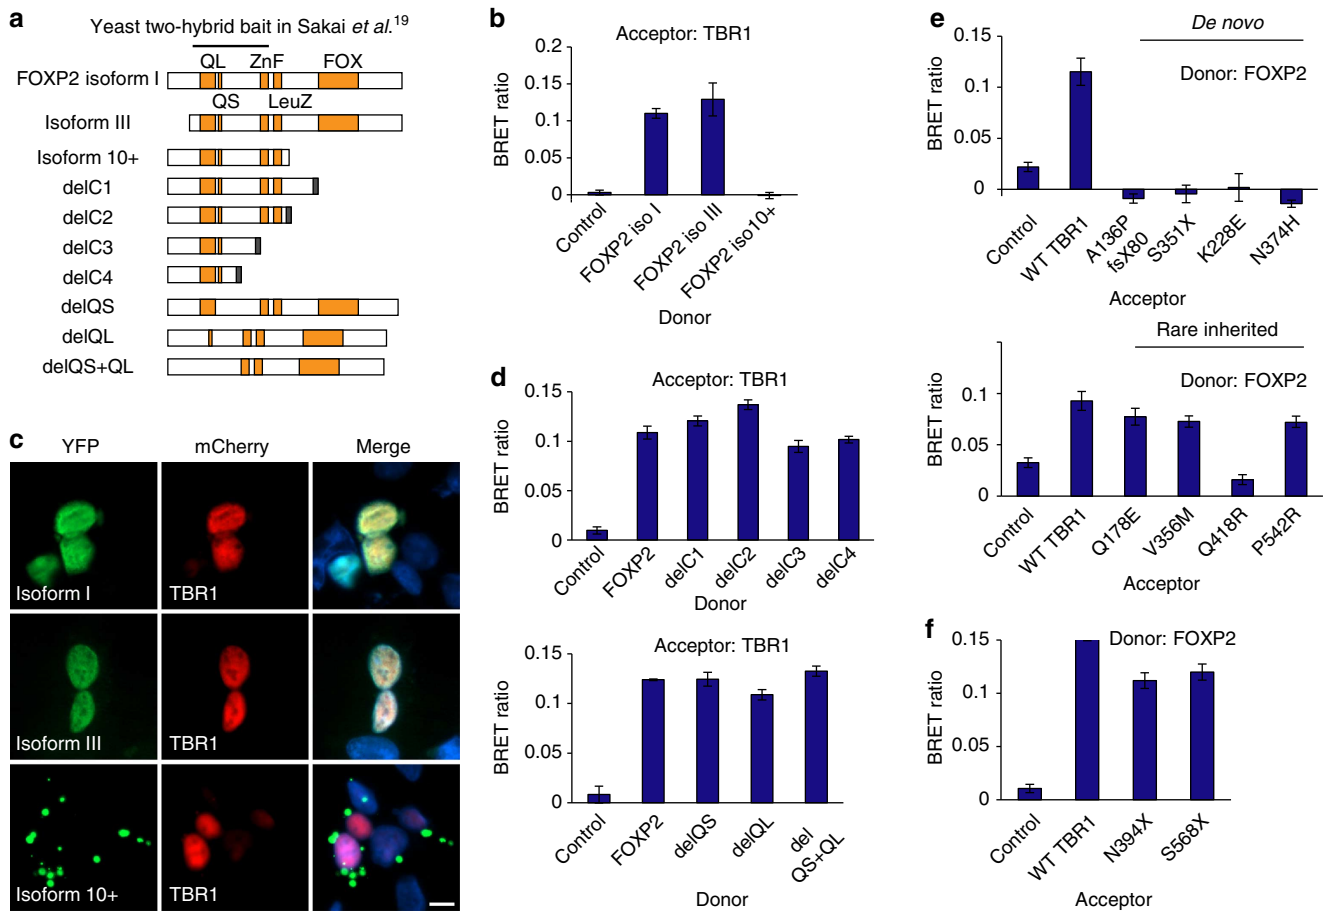 a
Yeast two-hybrid bait in Sakai et al.19
QL ZnF FOX
FOXP2 isoform I
QS LeuZ
Isoform III
Isoform 10+
delC1
delC2
delC3
delC4
delQS
delQL
delQS+QL
b
Acceptor: TBR1
BRET ratio
0.2
0.15
0.1
0.05
0
Control
FOXP2 iso I
FOXP2 iso III
FOXP2 iso10+
Donor
c
YFP mCherry Merge
Isoform I TBR1
Isoform III TBR1
Isoform 10+ TBR1
d
Acceptor: TBR1
BRET ratio
0.15
0.1
0.05
0
Control
FOXP2
delC1
delC2
delC3
delC4
Donor
Acceptor: TBR1
BRET ratio
0.15
0.1
0.05
0
Control
FOXP2
delQS
delQL
del
QS+QL
Donor
e
De novo
Donor: FOXP2
BRET ratio
0.15
0.1
0.05
0
Control
WT TBR1
A136P
fsX80
S351X
K228E
N374H
Acceptor
Rare inherited
Donor: FOXP2
BRET ratio
0.1
0.05
0
Control
WT TBR1
Q178E
V356M
Q418R
P542R
Acceptor
f
Donor: FOXP2
BRET ratio
0.15
0.1
0.05
0
Control
WT TBR1
N394X
S568X
Acceptor